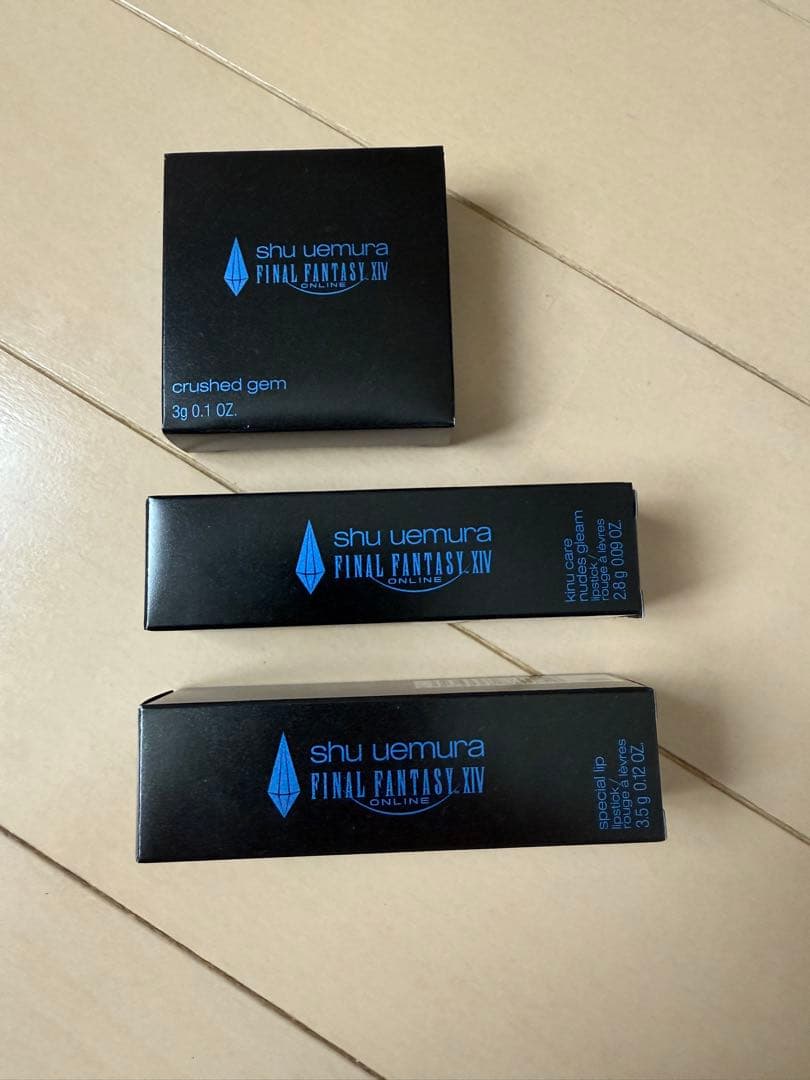 shu uemura
FINAL FANTASY XIV
ONLINE
crushed gem
3g 0.1 OZ.
shu uemura
FINAL FANTASY XIV
ONLINE
kinu care
nudes gleam
lipstick /
rouge à lèvres
2.8 g 0.09 OZ.
shu uemura
FINAL FANTASY XIV
ONLINE
special lip
lipstick /
rouge à lèvres
3.5 g 0.12 OZ.